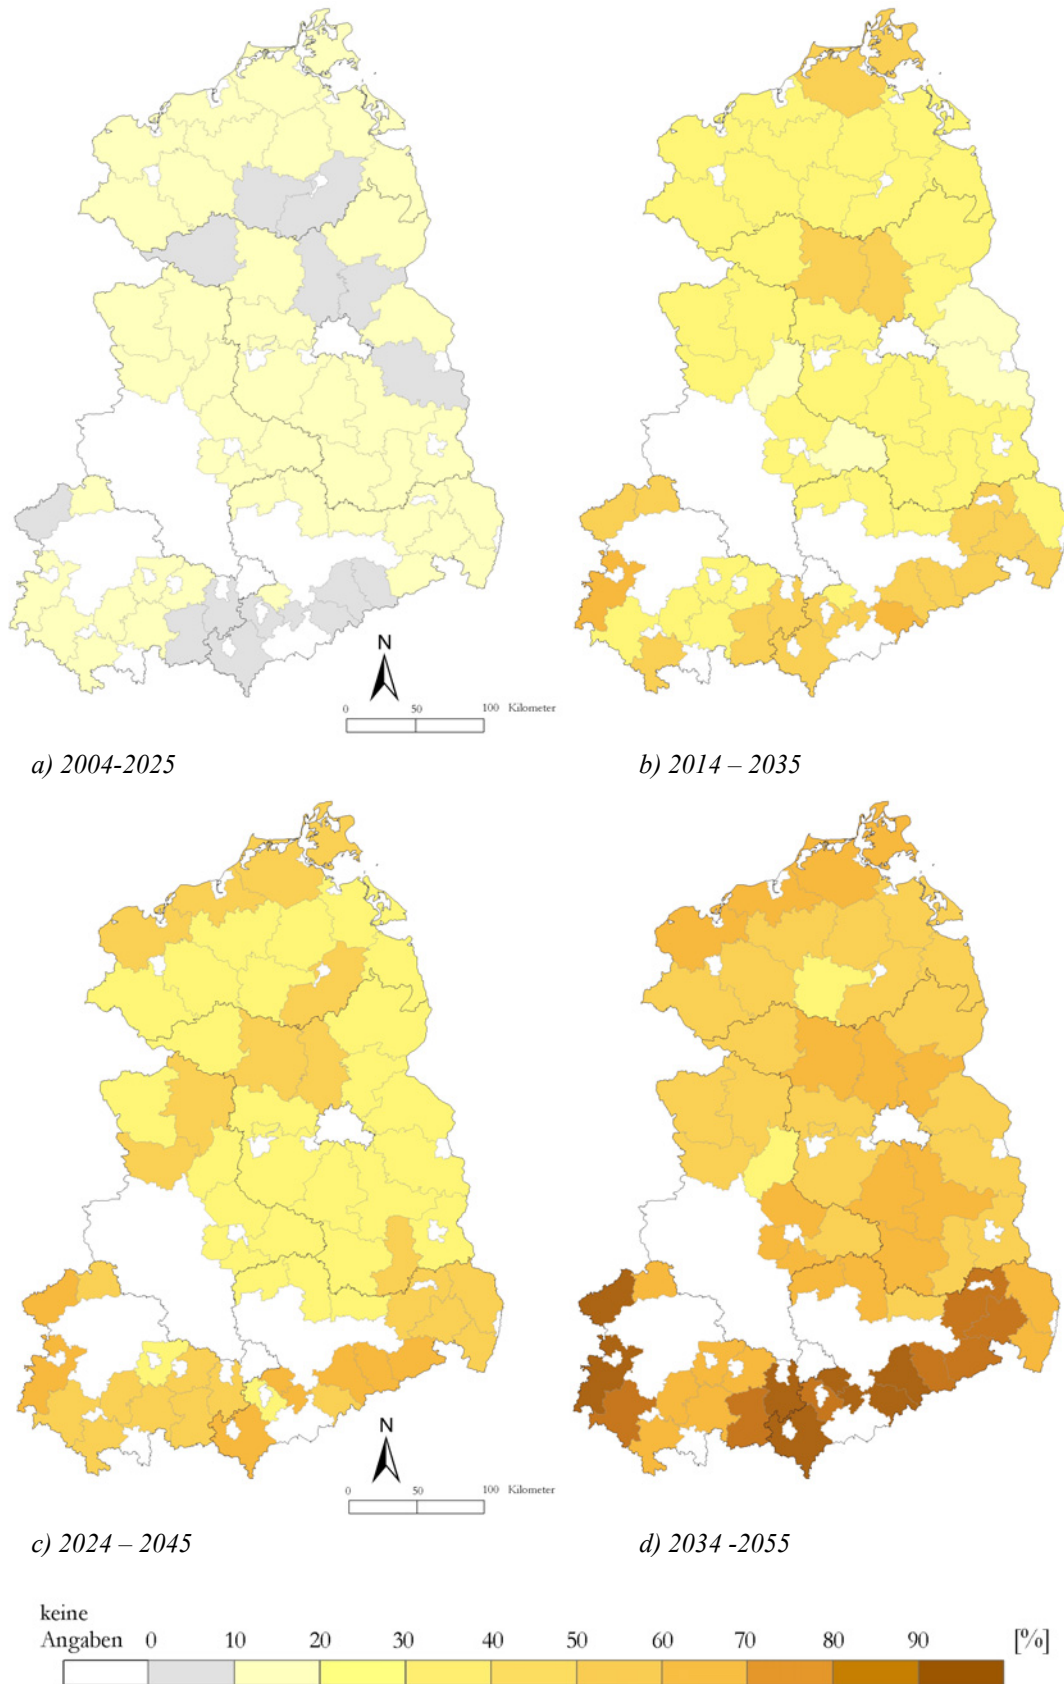 N
0 50 100 Kilometer
a) 2004-2025
b) 2014 – 2035
N
0 50 100 Kilometer
c) 2024 – 2045
d) 2034 -2055
keine
Angaben 0 10 20 30 40 50 60 70 80 90 [%]